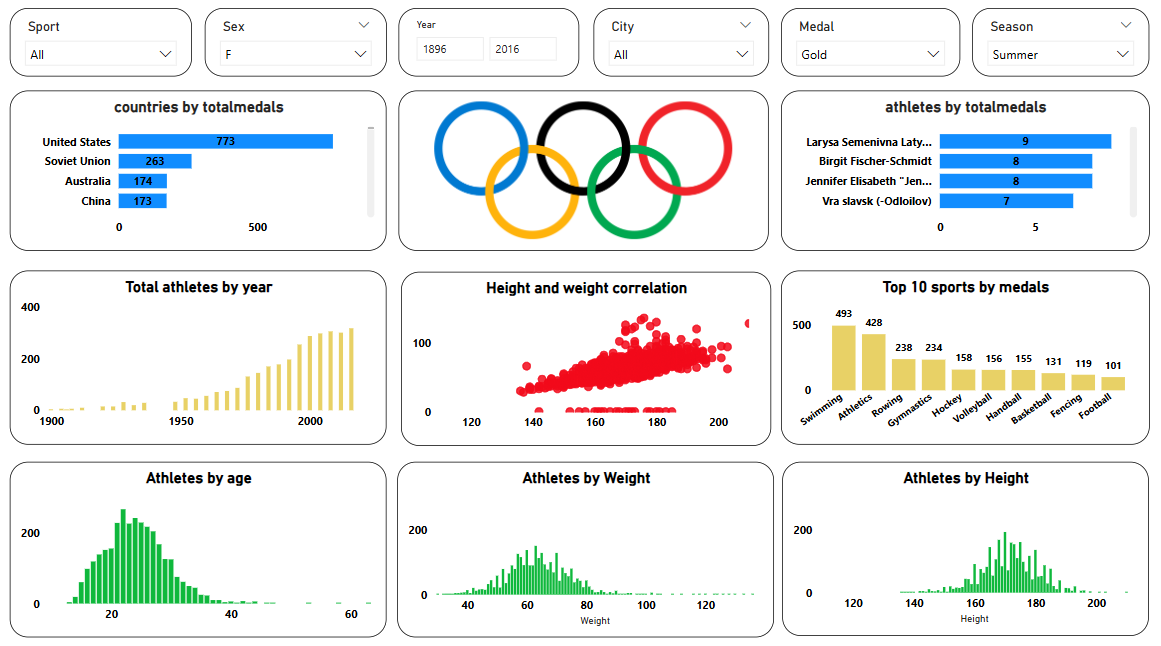 Sport
All
Sex
F
Year
1896 2016
City
All
Medal
Gold
Season
Summer
countries by totalmedals
United States 773
Soviet Union 263
Australia 174
China 173
0 500
athletes by totalmedals
Larysa Semenivna Laty... 9
Birgit Fischer-Schmidt 8
Jennifer Elisabeth "Jen... 8
Vra slavsk (-Odloilov) 7
0 5
Total athletes by year
400
200
0
1900 1950 2000
Height and weight correlation
100
0
120 140 160 180 200
Top 10 sports by medals
500
0
493 428 238 234 158 156 155 131 119 101
Swimming Athletics Rowing Gymnastics Hockey Volleyball Handball Basketball Fencing Football
Athletes by age
200
0
20 40 60
Athletes by Weight
200
0
40 60 80 100 120
Weight
Athletes by Height
200
0
120 140 160 180 200
Height